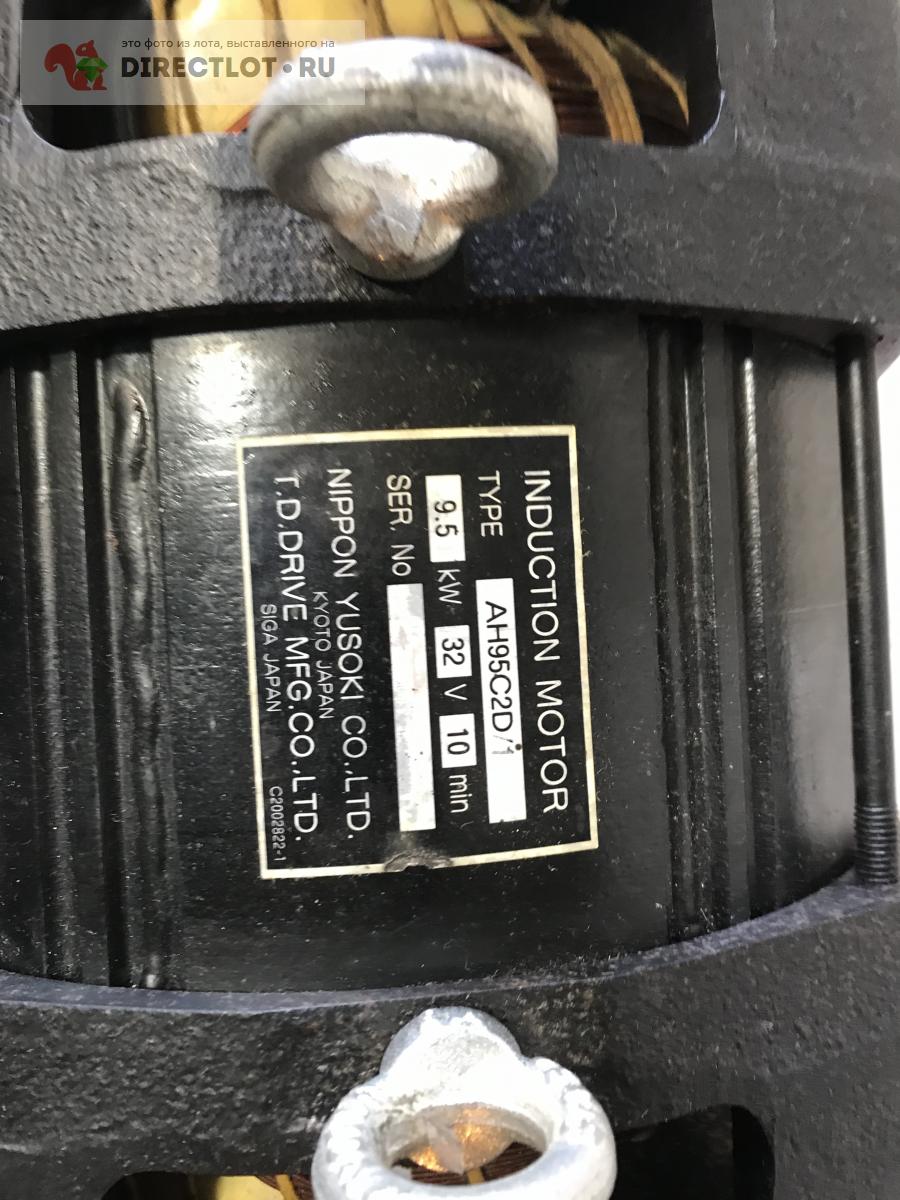 это фото из лота, выставленного на
DIRECTLOT.RU
INDUCTION MOTOR
TYPE AH95C2D/1
9.5 kW 32 V 10 min
SER. No
NIPPON YUSOKI CO.,LTD.
KYOTO JAPAN
T.D.DRIVE MFG.CO.,LTD.
SIGA JAPAN
C2002822-1